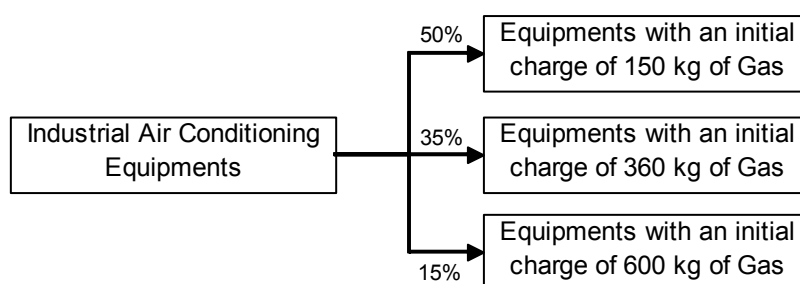 50%
Equipments with an initial
charge of 150 kg of Gas
Industrial Air Conditioning
Equipments
35%
Equipments with an initial
charge of 360 kg of Gas
15%
Equipments with an initial
charge of 600 kg of Gas